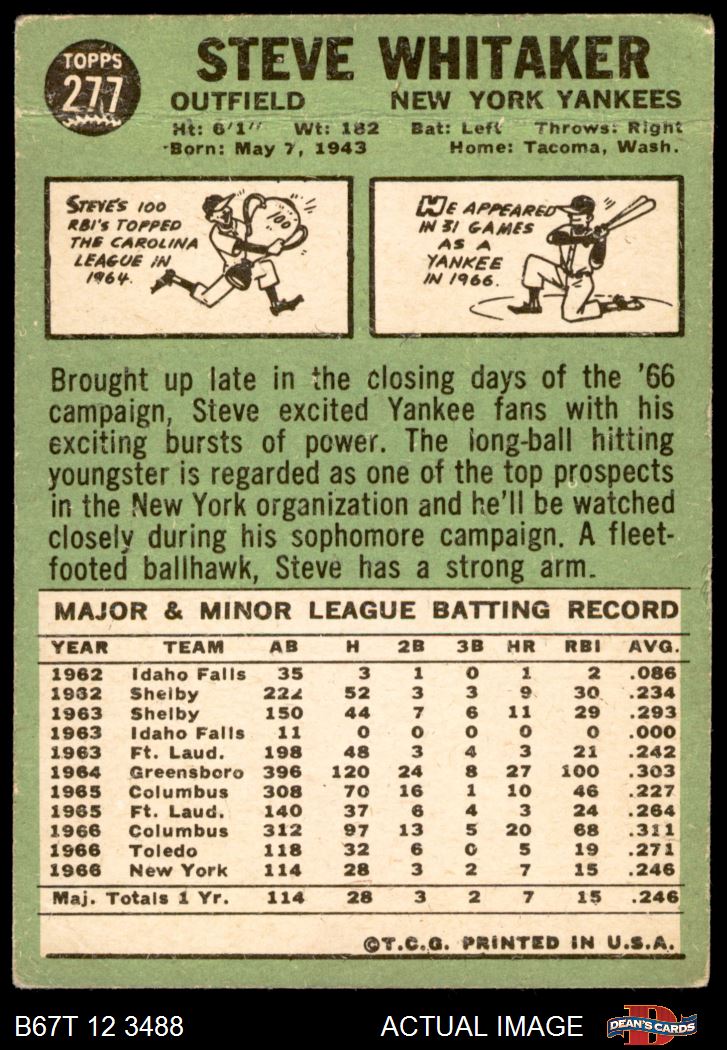 TOPPS
277
STEVE WHITAKER
OUTFIELD NEW YORK YANKEES
Ht: 6'1" Wt: 182 Bat: Left Throws: Right
Born: May 7, 1943 Home: Tacoma, Wash.
STEVE'S 100
RBI'S TOPPED
THE CAROLINA
LEAGUE IN
1964.
100
HE APPEARED
IN 31 GAMES
AS A
YANKEE
IN 1966.
Brought up late in the closing days of the '66
campaign, Steve excited Yankee fans with his
exciting bursts of power. The long-ball hitting
youngster is regarded as one of the top prospects
in the New York organization and he'll be watched
closely during his sophomore campaign. A fleet-
footed ballhawk, Steve has a strong arm.
MAJOR & MINOR LEAGUE BATTING RECORD
YEAR TEAM AB H 2B 3B HR RBI AVG.
1962 Idaho Falls 35 3 1 0 1 2 .086
1962 Shelby 222 52 3 3 9 30 .234
1963 Shelby 150 44 7 6 11 29 .293
1963 Idaho Falls 11 0 0 0 0 0 .000
1963 Ft. Laud. 198 48 3 4 3 21 .242
1964 Greensboro 396 120 24 8 27 100 .303
1965 Columbus 308 70 16 1 10 46 .227
1965 Ft. Laud. 140 37 6 4 3 24 .264
1966 Columbus 312 97 13 5 20 68 .311
1966 Toledo 118 32 6 0 5 19 .271
1966 New York 114 28 3 2 7 15 .246
Maj. Totals 1 Yr. 114 28 3 2 7 15 .246
©T.C.G. PRINTED IN U.S.A.
B67T 12 3488 ACTUAL IMAGE DEAN'S CARDS